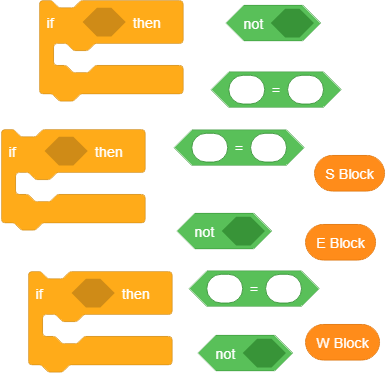 if then
not
=
if then
=
S Block
not
E Block
if then
=
W Block
not